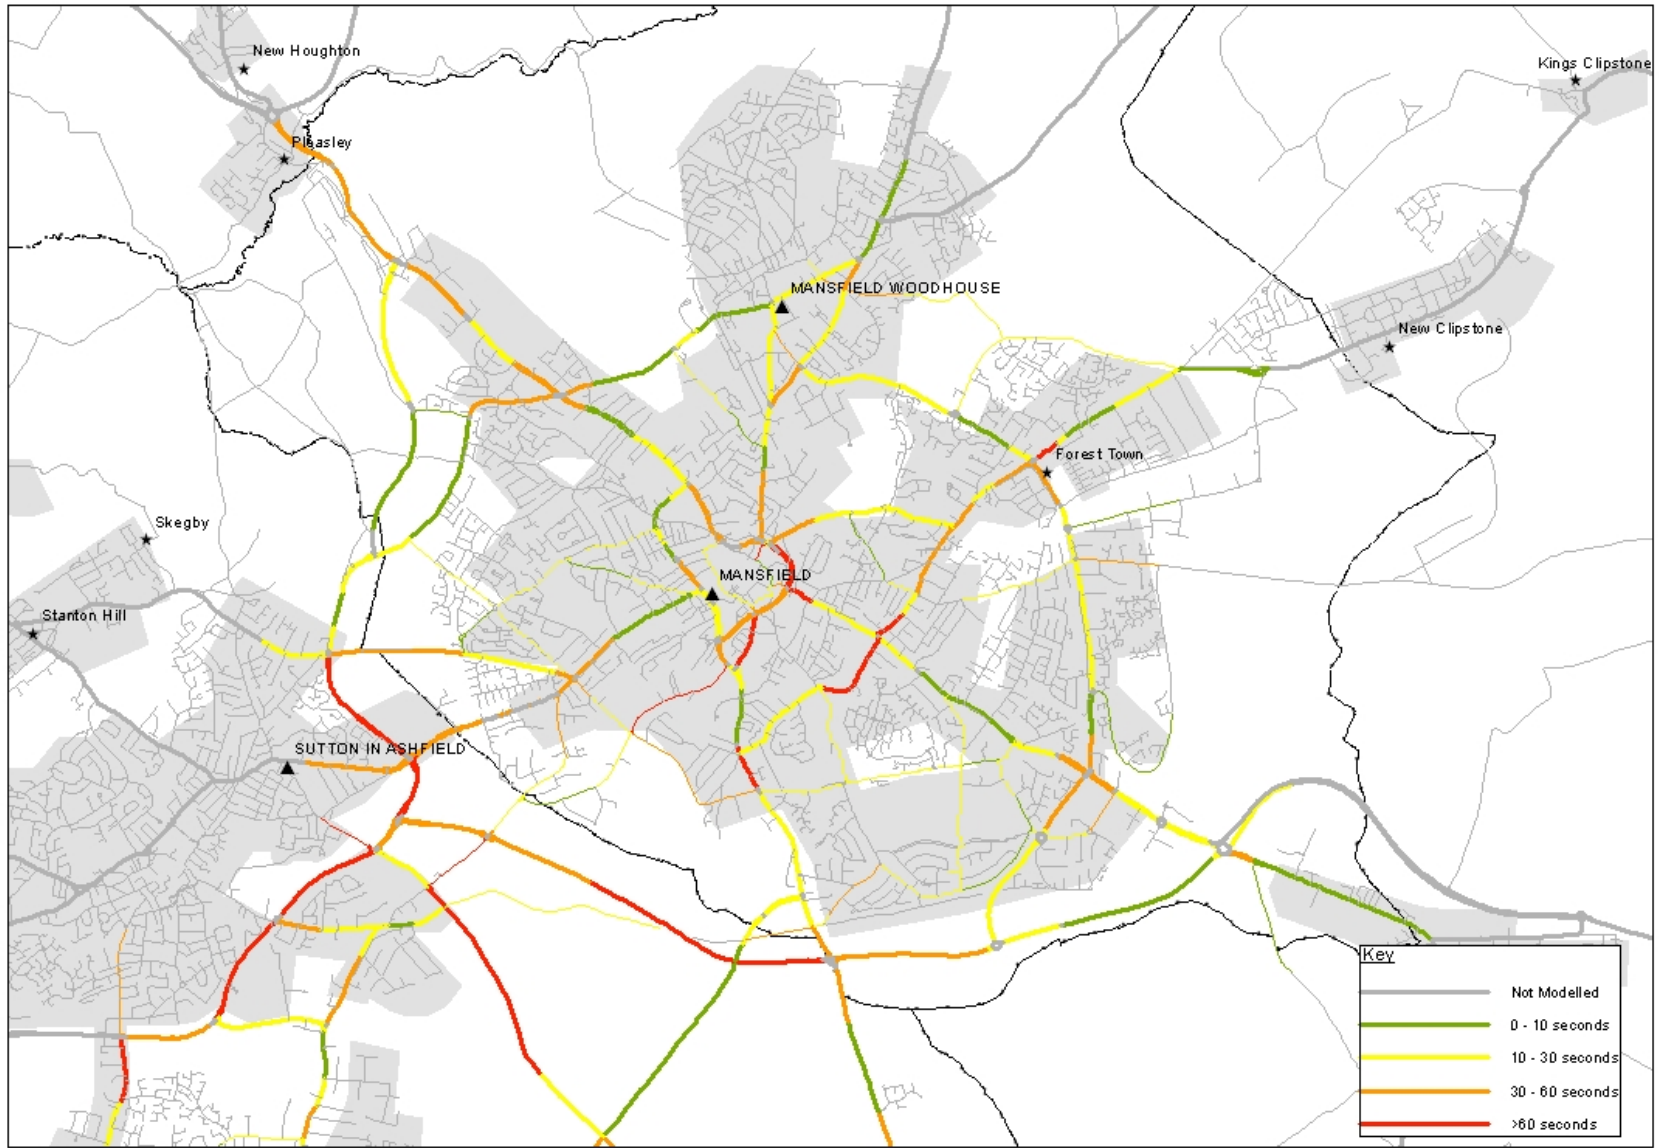 New Houghton
Kings Clipstone
Pleasley
MANSFIELD WOODHOUSE
New Clipstone
Forest Town
Skegby
MANSFIELD
Stanton Hill
SUTTON IN ASHFIELD
Key
Not Modelled
0 - 10 seconds
10 - 30 seconds
30 - 60 seconds
>60 seconds